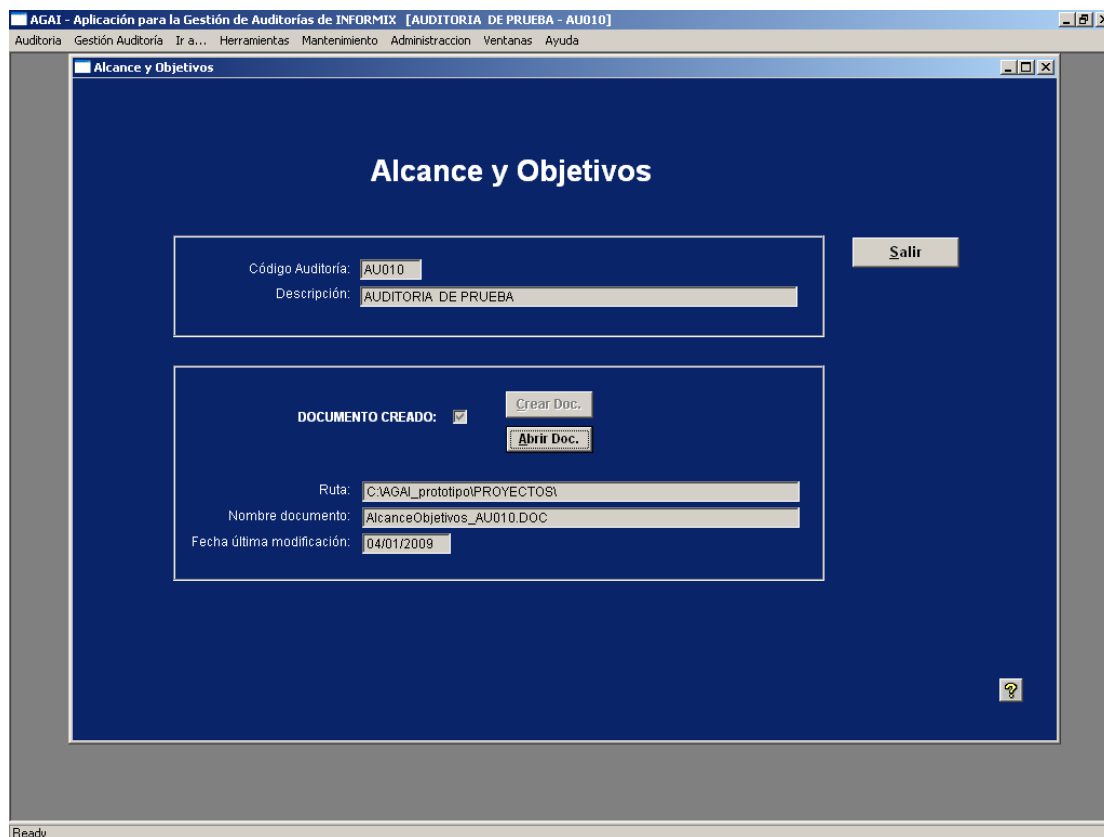 AGAI - Aplicación para la Gestión de Auditorías de INFORMIX [AUDITORIA DE PRUEBA - AU010]
Auditoria Gestión Auditoría Ir a... Herramientas Mantenimiento Administraccion Ventanas Ayuda
Alcance y Objetivos
Alcance y Objetivos
Salir
Código Auditoría: AU010
Descripción: AUDITORIA DE PRUEBA
Crear Doc.
DOCUMENTO CREADO:
Abrir Doc.
Ruta: C:\AGAI_prototipo\PROYECTOS\
Nombre documento: AlcanceObjetivos_AU010.DOC
Fecha última modificación: 04/01/2009
?
Ready